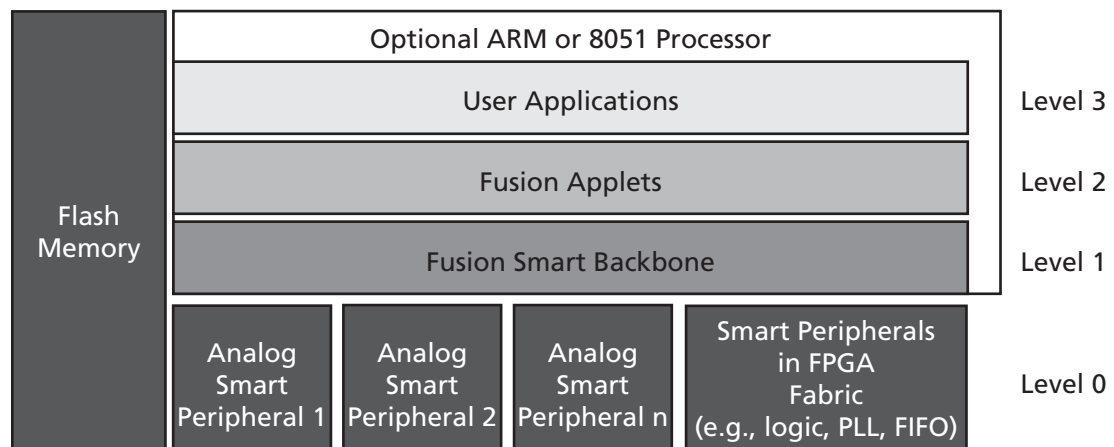 Optional ARM or 8051 Processor
User Applications
Level 3
Fusion Applets
Level 2
Flash
Memory
Fusion Smart Backbone
Level 1
Analog
Smart
Peripheral 1
Analog
Smart
Peripheral 2
Analog
Smart
Peripheral n
Smart Peripherals
in FPGA
Fabric
(e.g., logic, PLL, FIFO)
Level 0